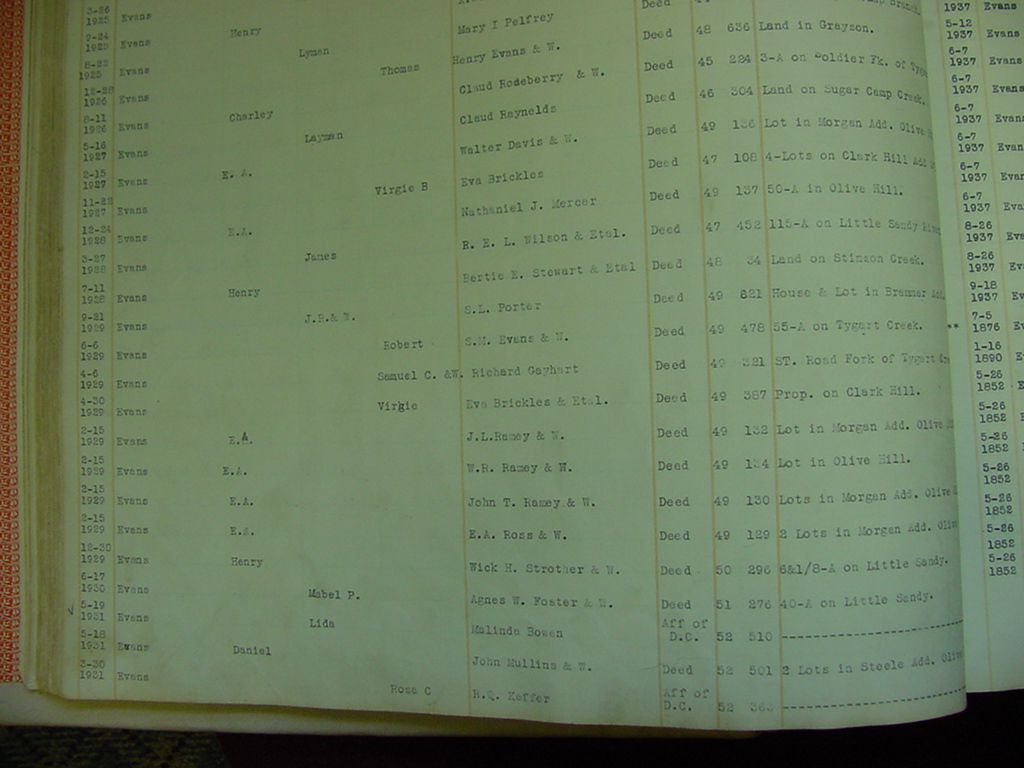 3-26
1925 Evans
9-24
1925 Evans Henry
8-22
1925 Evans Lyman Mary I Pelfrey Deed
12-28
1926 Evans Thomas Henry Evans & W. Deed 48 636 Land in Grayson.
8-11
1926 Evans Charley Claud Rodeberry & W. Deed 45 224 3-A on Soldier Fk. of
5-16
1927 Evans Layman Claud Raynelds Deed 46 304 Land on Sugar Camp Creek.
2-15
1927 Evans E. A. Walter Davis & W. Deed 49 136 Lot in Morgan Add. Olive
11-22
1927 Evans Virgie B Eva Brickles Deed 47 108 4-Lots on Clark Hill Add
12-24
1928 Evans E.A. Nathaniel J. Mercer Deed 49 137 50-A in Olive Hill.
3-27
1928 Evans James R. E. L. Wilson & Etal. Deed 47 452 115-A on Little Sandy
7-11
1928 Evans Henry Bertie E. Stewart & Etal Deed 48 34 Land on Stinson Creek.
9-21
1929 Evans J.R.& W. S.L. Porter Deed 49 621 House & Lot in Brammer Add.
6-6
1929 Evans Robert S.M. Evans & W. Deed 49 478 55-A on Tygart Creek.
4-6
1929 Evans Samuel C. &W. Richard Gayhart Deed 49 321 ST. Road Fork of Tygart
4-30
1929 Evans Virgie Eva Brickles & Etal. Deed 49 387 Prop. on Clark Hill.
2-15
1929 Evans E.A. J.L.Ramey & W. Deed 49 132 Lot in Morgan Add. Olive
2-15
1929 Evans E.A. W.R. Ramey & W. Deed 49 134 Lot in Olive Hill.
2-15
1929 Evans E.A. John T. Ramey & W. Deed 49 130 Lots in Morgan Add. Olive
2-15
1929 Evans E.A. E.A. Ross & W. Deed 49 129 2 Lots in Morgan Add.
12-30
1929 Evans Henry Wick H. Strother & W. Deed 50 296 6&1/8-A on Little Sandy.
6-17
1930 Evans Mabel P. Agnes W. Foster & W. Deed 51 276 40-A on Little Sandy.
5-19
1931 Evans Lida Malinda Bowen Aff of
D.C. 52 510 --------------------
5-18
1931 Evans Daniel John Mullins & W. Deed 52 501 2 Lots in Steele Add.
3-30
1931 Evans Rose C R.Q. Keffer Aff of
D.C. 52 --------------------
1937 Evans
5-12
1937 Evans
6-7
1937 Evans
6-7
1937 Evans
6-7
1937
6-7
1937
6-7
1937
6-7
1937
8-26
1937
8-26
1937
9-18
1937
7-5
** 1876
1-16
1890
5-26
1852
5-26
1852
5-26
1852
5-26
1852
5-26
1852
5-26
1852
5-26
1852